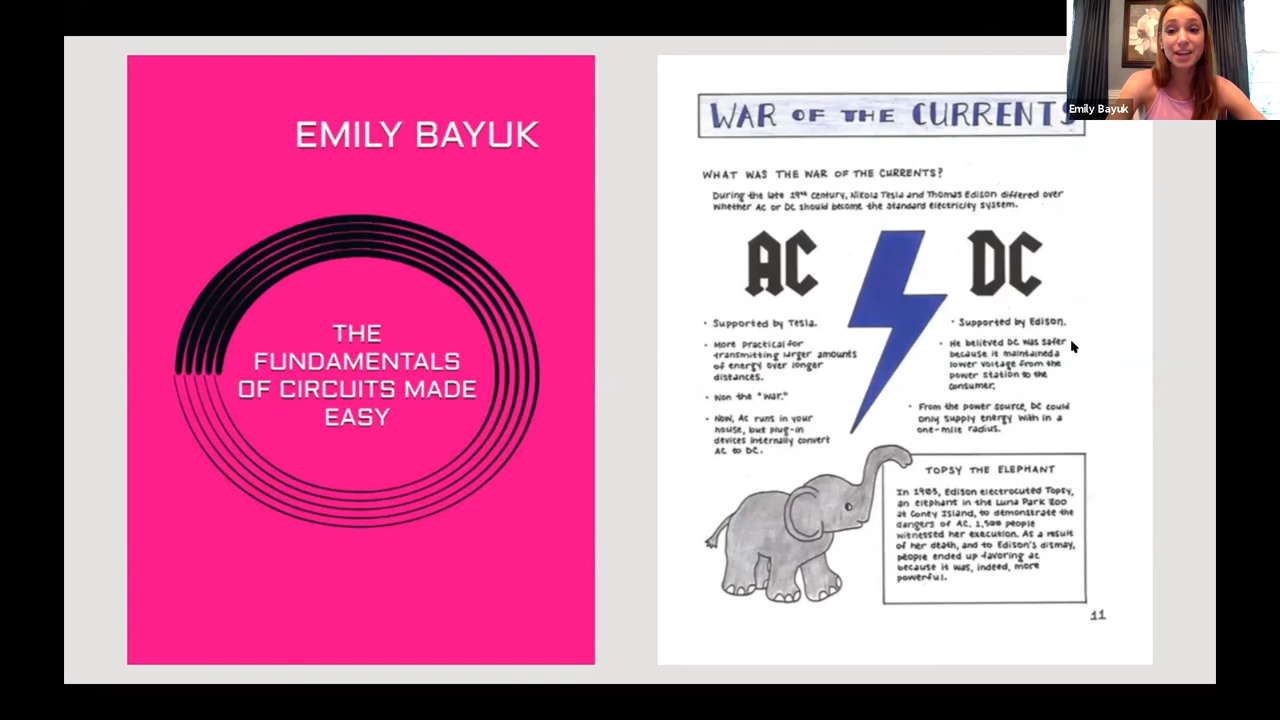 EMILY BAYUK
THE
FUNDAMENTALS
OF CIRCUITS MADE
EASY
WAR OF THE CURRENTS
WHAT WAS THE WAR OF THE CURRENTS?
During the late 19th century, Nikola Tesla and Thomas Edison differed over
whether AC or DC should become the standard electricity system.
AC
• Supported by Tesla.
• More practical for
transmitting larger amounts
of energy over longer
distances.
• Won the "war."
• Now, AC runs in your
house, but plug-in
devices internally convert
AC to DC.
DC
• Supported by Edison.
• He believed DC was safer
because it maintained a
lower voltage from the
power station to the
consumer.
• From the power source, DC could
only supply energy with in a
one-mile radius.
TOPSY THE ELEPHANT
In 1903, Edison electrocuted Topsy,
an elephant in the Luna Park Zoo
at Coney Island, to demonstrate the
dangers of AC. 1,500 people
witnessed her execution. As a result
of her death, and to Edison's dismay,
people ended up favoring ac
because it was, indeed, more
powerful.
11
Emily Bayuk